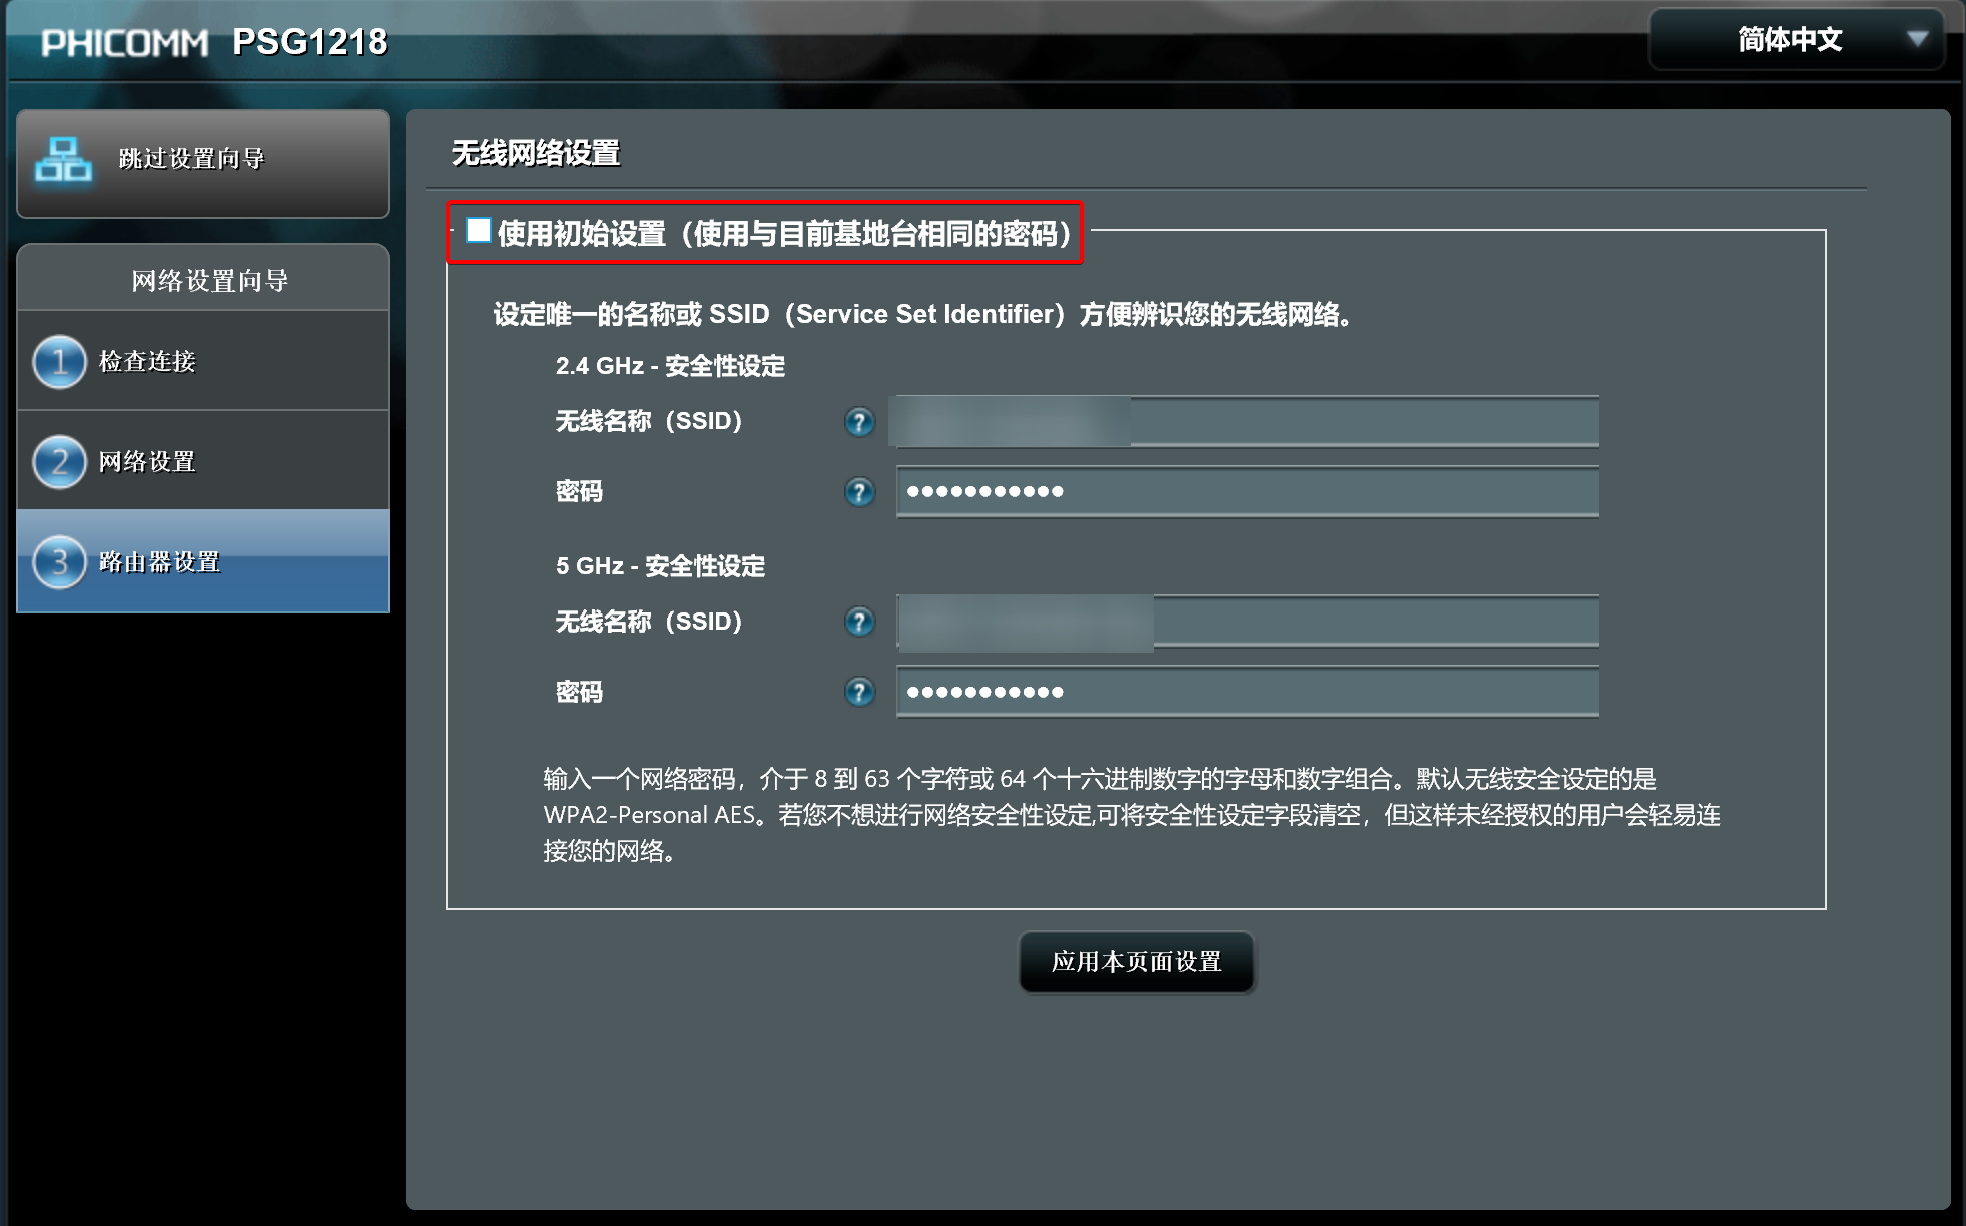 PHICOMM PSG1218
简体中文
跳过设置向导
网络设置向导
1 检查连接
2 网络设置
3 路由器设置
无线网络设置
使用初始设置（使用与目前基地台相同的密码）
设定唯一的名称或 SSID（Service Set Identifier）方便辨识您的无线网络。
2.4 GHz - 安全性设定
无线名称（SSID） ?
密码 ? •••••••••••
5 GHz - 安全性设定
无线名称（SSID） ?
密码 ? •••••••••••
输入一个网络密码，介于 8 到 63 个字符或 64 个十六进制数字的字母和数字组合。默认无线安全设定的是
WPA2-Personal AES。若您不想进行网络安全性设定,可将安全性设定字段清空，但这样未经授权的用户会轻易连
接您的网络。
应用本页面设置